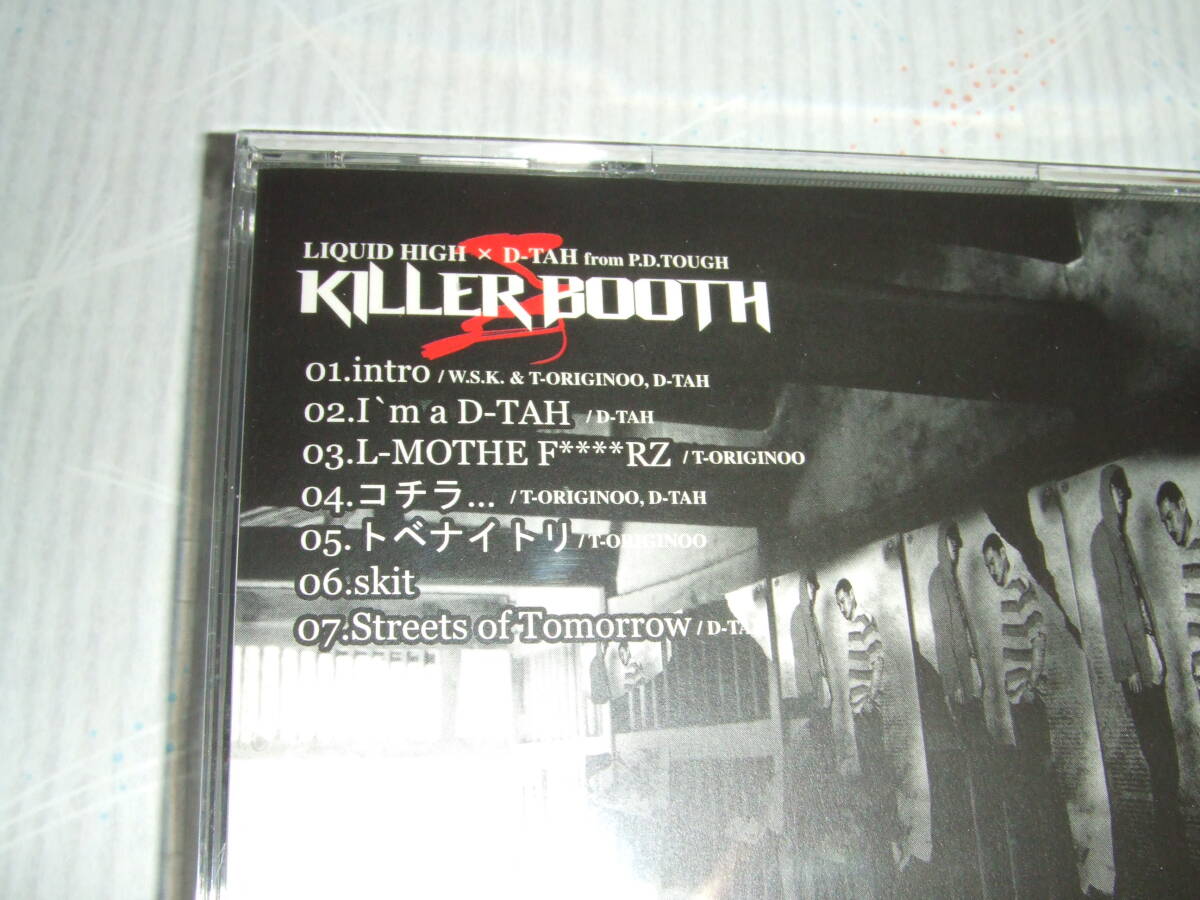 LIQUID HIGH × D-TAH from P.D.TOUGH
KILLER BOOTH
01.intro / W.S.K. & T-ORIGINOO, D-TAH
02.I`m a D-TAH / D-TAH
03.L-MOTHE F****RZ / T-ORIGINOO
04.コチラ... / T-ORIGINOO, D-TAH
05.トベナイトリ / T-ORIGINOO
06.skit
07.Streets of Tomorrow / D-TAH